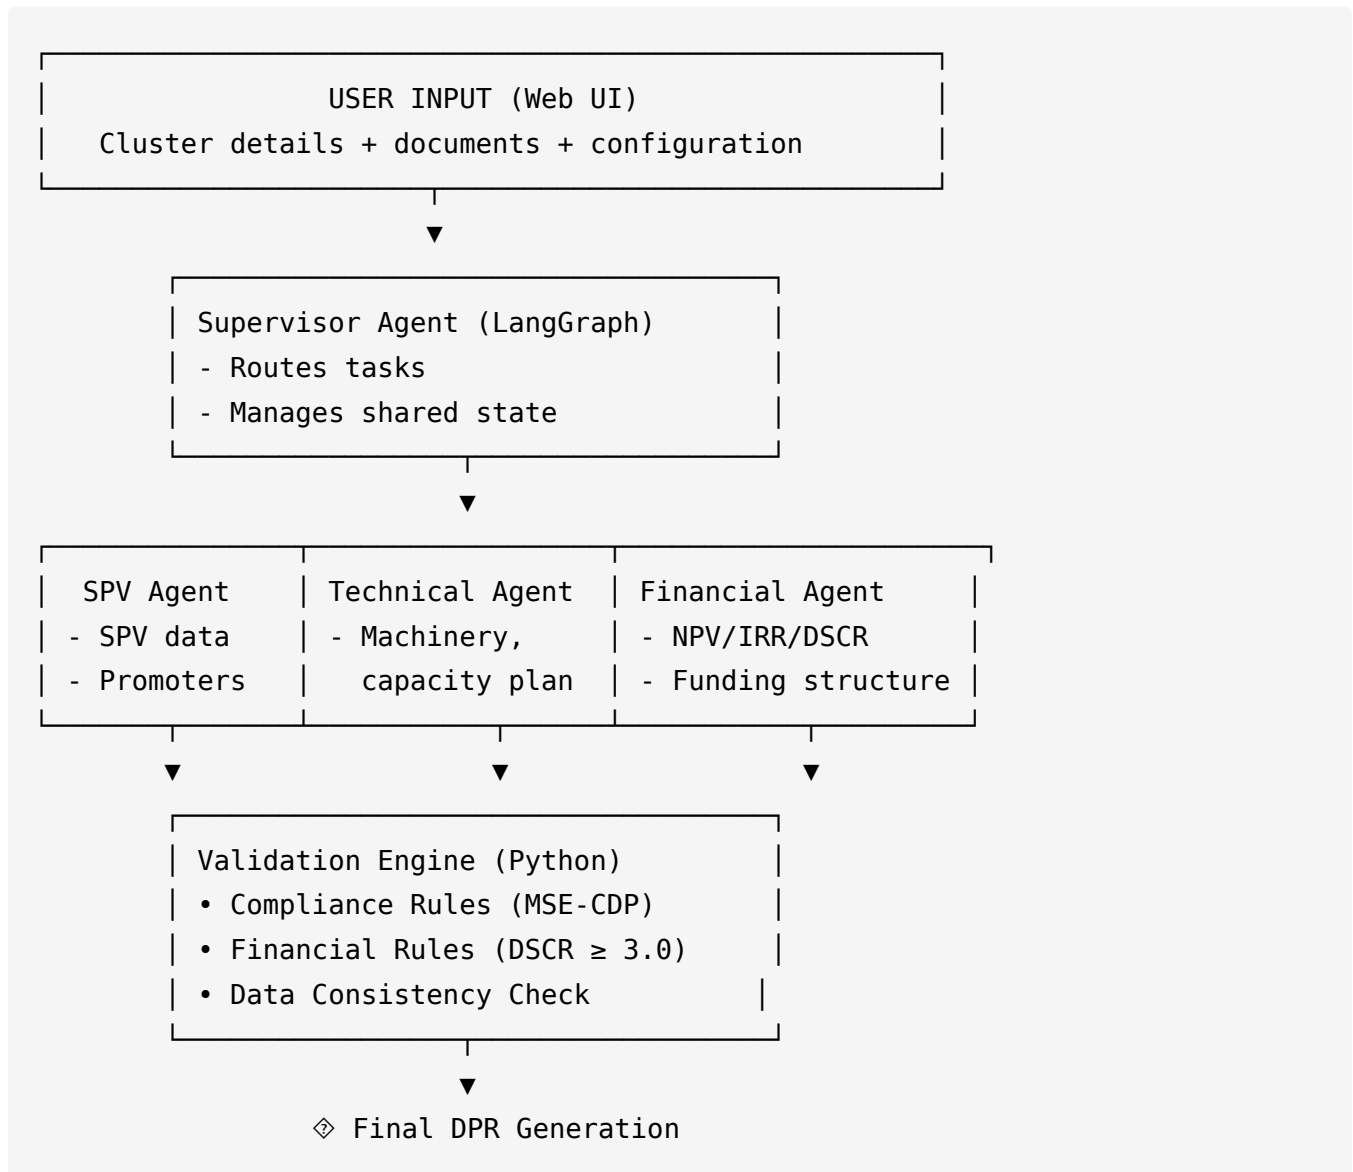 USER INPUT (Web UI)
Cluster details + documents + configuration
▼
Supervisor Agent (LangGraph)
- Routes tasks
- Manages shared state
▼
SPV Agent
- SPV data
- Promoters
Technical Agent
- Machinery,
capacity plan
Financial Agent
- NPV/IRR/DSCR
- Funding structure
▼ ▼ ▼
Validation Engine (Python)
• Compliance Rules (MSE-CDP)
• Financial Rules (DSCR ≥ 3.0)
• Data Consistency Check
▼
� Final DPR Generation